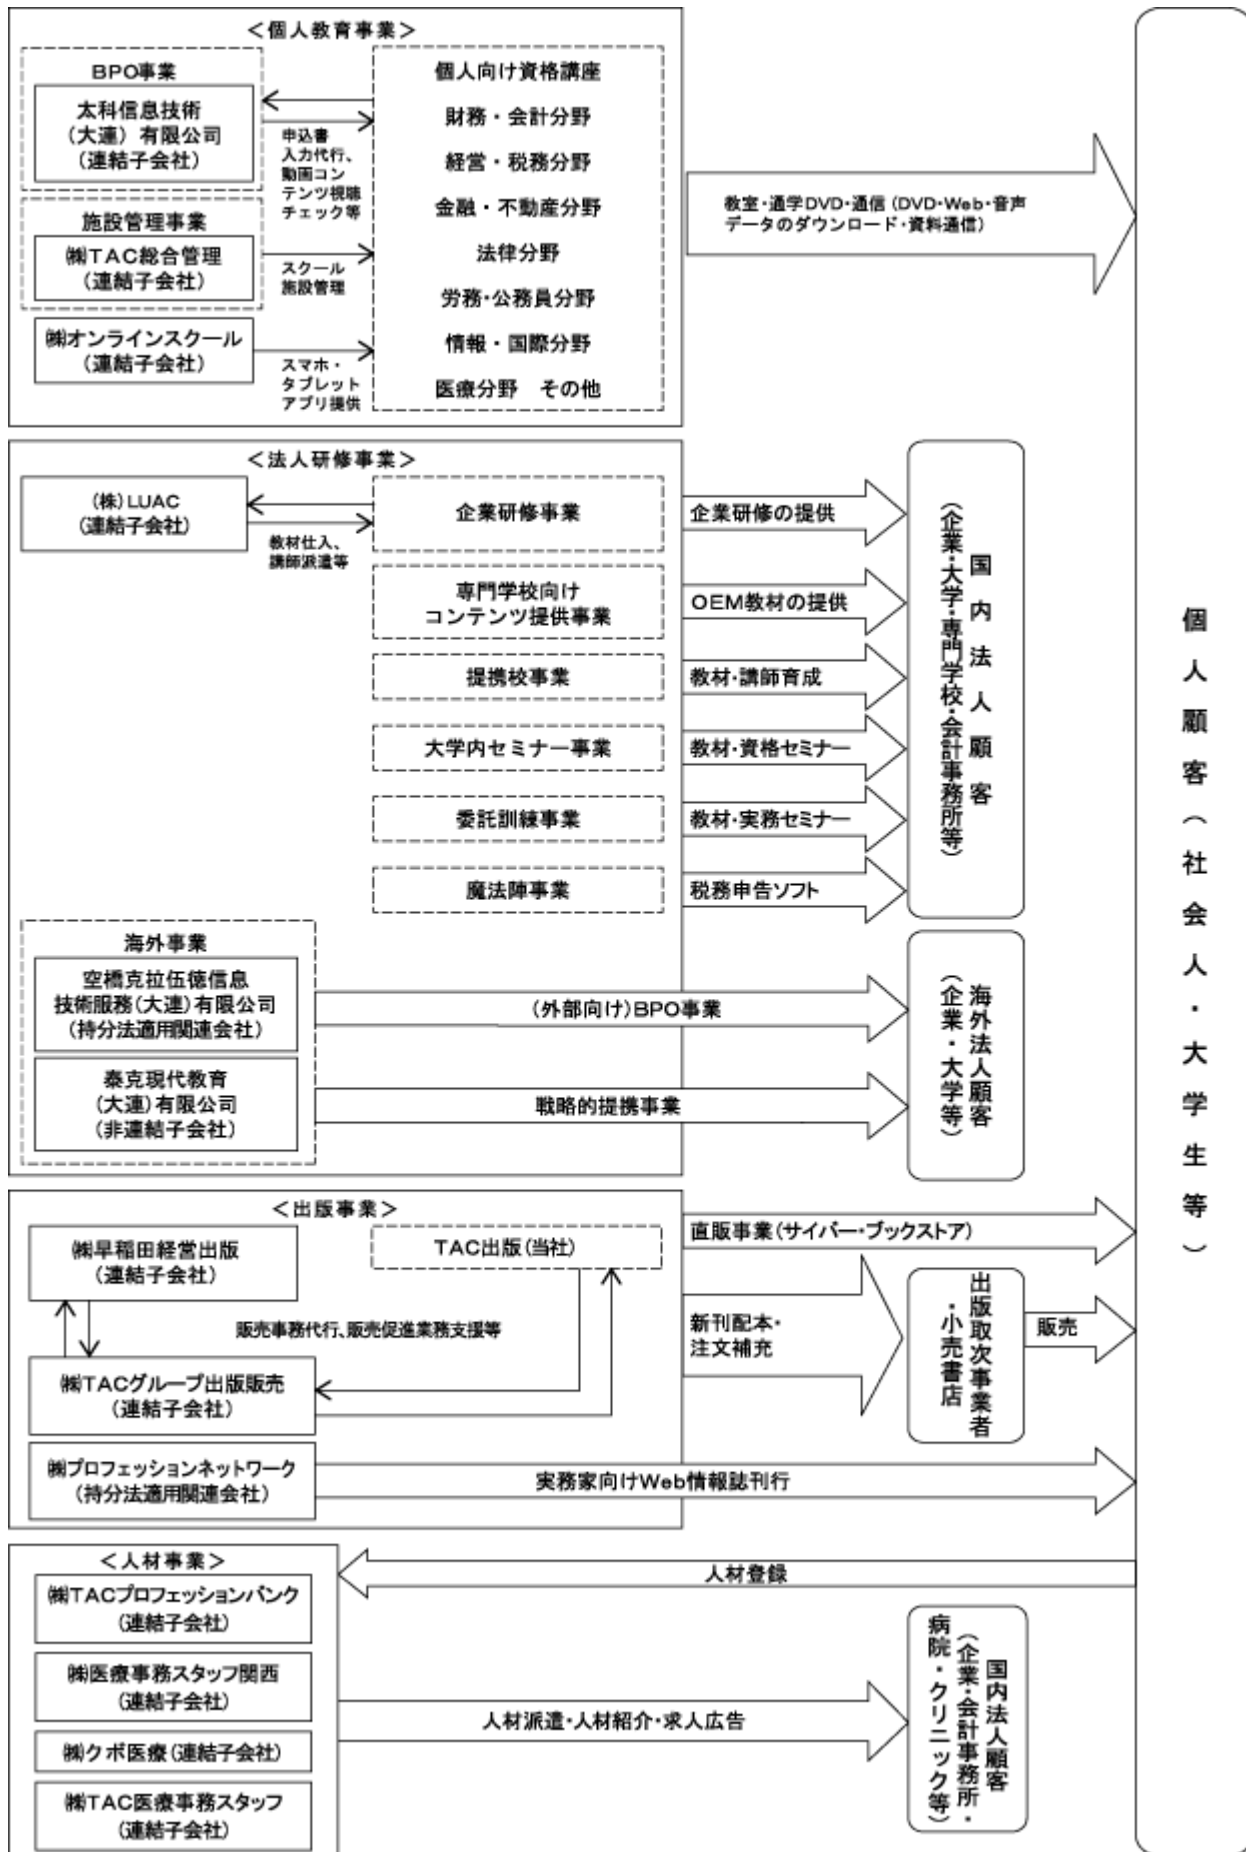 ＜個人教育事業＞
BPO事業
太科信息技術
（大連）有限公司
（連結子会社）
申込書
入力代行、
動画コン
テンツ視聴
チェック等
施設管理事業
㈱TAC総合管理
（連結子会社）
スクール
施設管理
㈱オンラインスクール
（連結子会社）
スマホ・
タブレット
アプリ提供
個人向け資格講座
財務・会計分野
経営・税務分野
金融・不動産分野
法律分野
労務・公務員分野
情報・国際分野
医療分野　その他
教室・通学DVD・通信（DVD・Web・音声
データのダウンロード・資料通信）
＜法人研修事業＞
（株）LUAC
（連結子会社）
教材仕入、
講師派遣等
企業研修事業
企業研修の提供
専門学校向け
コンテンツ提供事業
OEM教材の提供
提携校事業
教材・講師育成
大学内セミナー事業
教材・資格セミナー
委託訓練事業
教材・実務セミナー
魔法陣事業
税務申告ソフト
国内法人顧客
（企業・大学・専門学校・会計事務所等）
海外事業
空橋克拉伍徳信息
技術服務（大連）有限公司
（持分法適用関連会社）
（外部向け）BPO事業
泰克現代教育
（大連）有限公司
（非連結子会社）
戦略的提携事業
海外法人顧客
（企業・大学等）
＜出版事業＞
㈱早稲田経営出版
（連結子会社）
TAC出版（当社）
販売事務代行、販売促進業務支援等
㈱TACグループ出版販売
（連結子会社）
㈱プロフェッションネットワーク
（持分法適用関連会社）
直販事業（サイバー・ブックストア）
新刊配本・
注文補充
出版取次事業者
・小売書店
販売
実務家向けWeb情報誌刊行
＜人材事業＞
㈱TACプロフェッションバンク
（連結子会社）
㈱医療事務スタッフ関西
（連結子会社）
㈱クボ医療（連結子会社）
㈱TAC医療事務スタッフ
（連結子会社）
人材登録
人材派遣・人材紹介・求人広告
国内法人顧客
（企業・会計事務所・
病院・クリニック等）
個人顧客（社会人・大学生等）